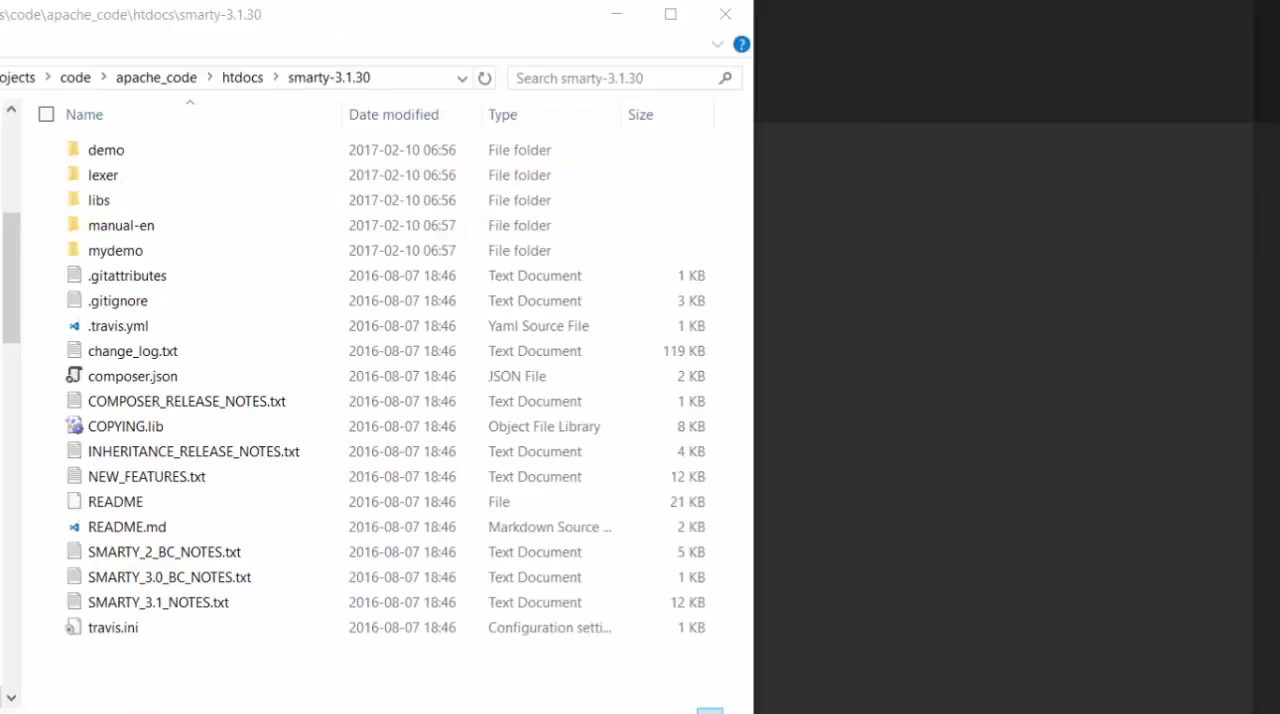 s\code\apache_code\htdocs\smarty-3.1.30
?
ojects > code > apache_code > htdocs > smarty-3.1.30 Search smarty-3.1.30
Name Date modified Type Size
demo 2017-02-10 06:56 File folder
lexer 2017-02-10 06:56 File folder
libs 2017-02-10 06:56 File folder
manual-en 2017-02-10 06:57 File folder
mydemo 2017-02-10 06:57 File folder
.gitattributes 2016-08-07 18:46 Text Document 1 KB
.gitignore 2016-08-07 18:46 Text Document 3 KB
.travis.yml 2016-08-07 18:46 Yaml Source File 1 KB
change_log.txt 2016-08-07 18:46 Text Document 119 KB
composer.json 2016-08-07 18:46 JSON File 2 KB
COMPOSER_RELEASE_NOTES.txt 2016-08-07 18:46 Text Document 1 KB
COPYING.lib 2016-08-07 18:46 Object File Library 8 KB
INHERITANCE_RELEASE_NOTES.txt 2016-08-07 18:46 Text Document 4 KB
NEW_FEATURES.txt 2016-08-07 18:46 Text Document 12 KB
README 2016-08-07 18:46 File 21 KB
README.md 2016-08-07 18:46 Markdown Source ... 2 KB
SMARTY_2_BC_NOTES.txt 2016-08-07 18:46 Text Document 5 KB
SMARTY_3.0_BC_NOTES.txt 2016-08-07 18:46 Text Document 1 KB
SMARTY_3.1_NOTES.txt 2016-08-07 18:46 Text Document 12 KB
travis.ini 2016-08-07 18:46 Configuration setti... 1 KB